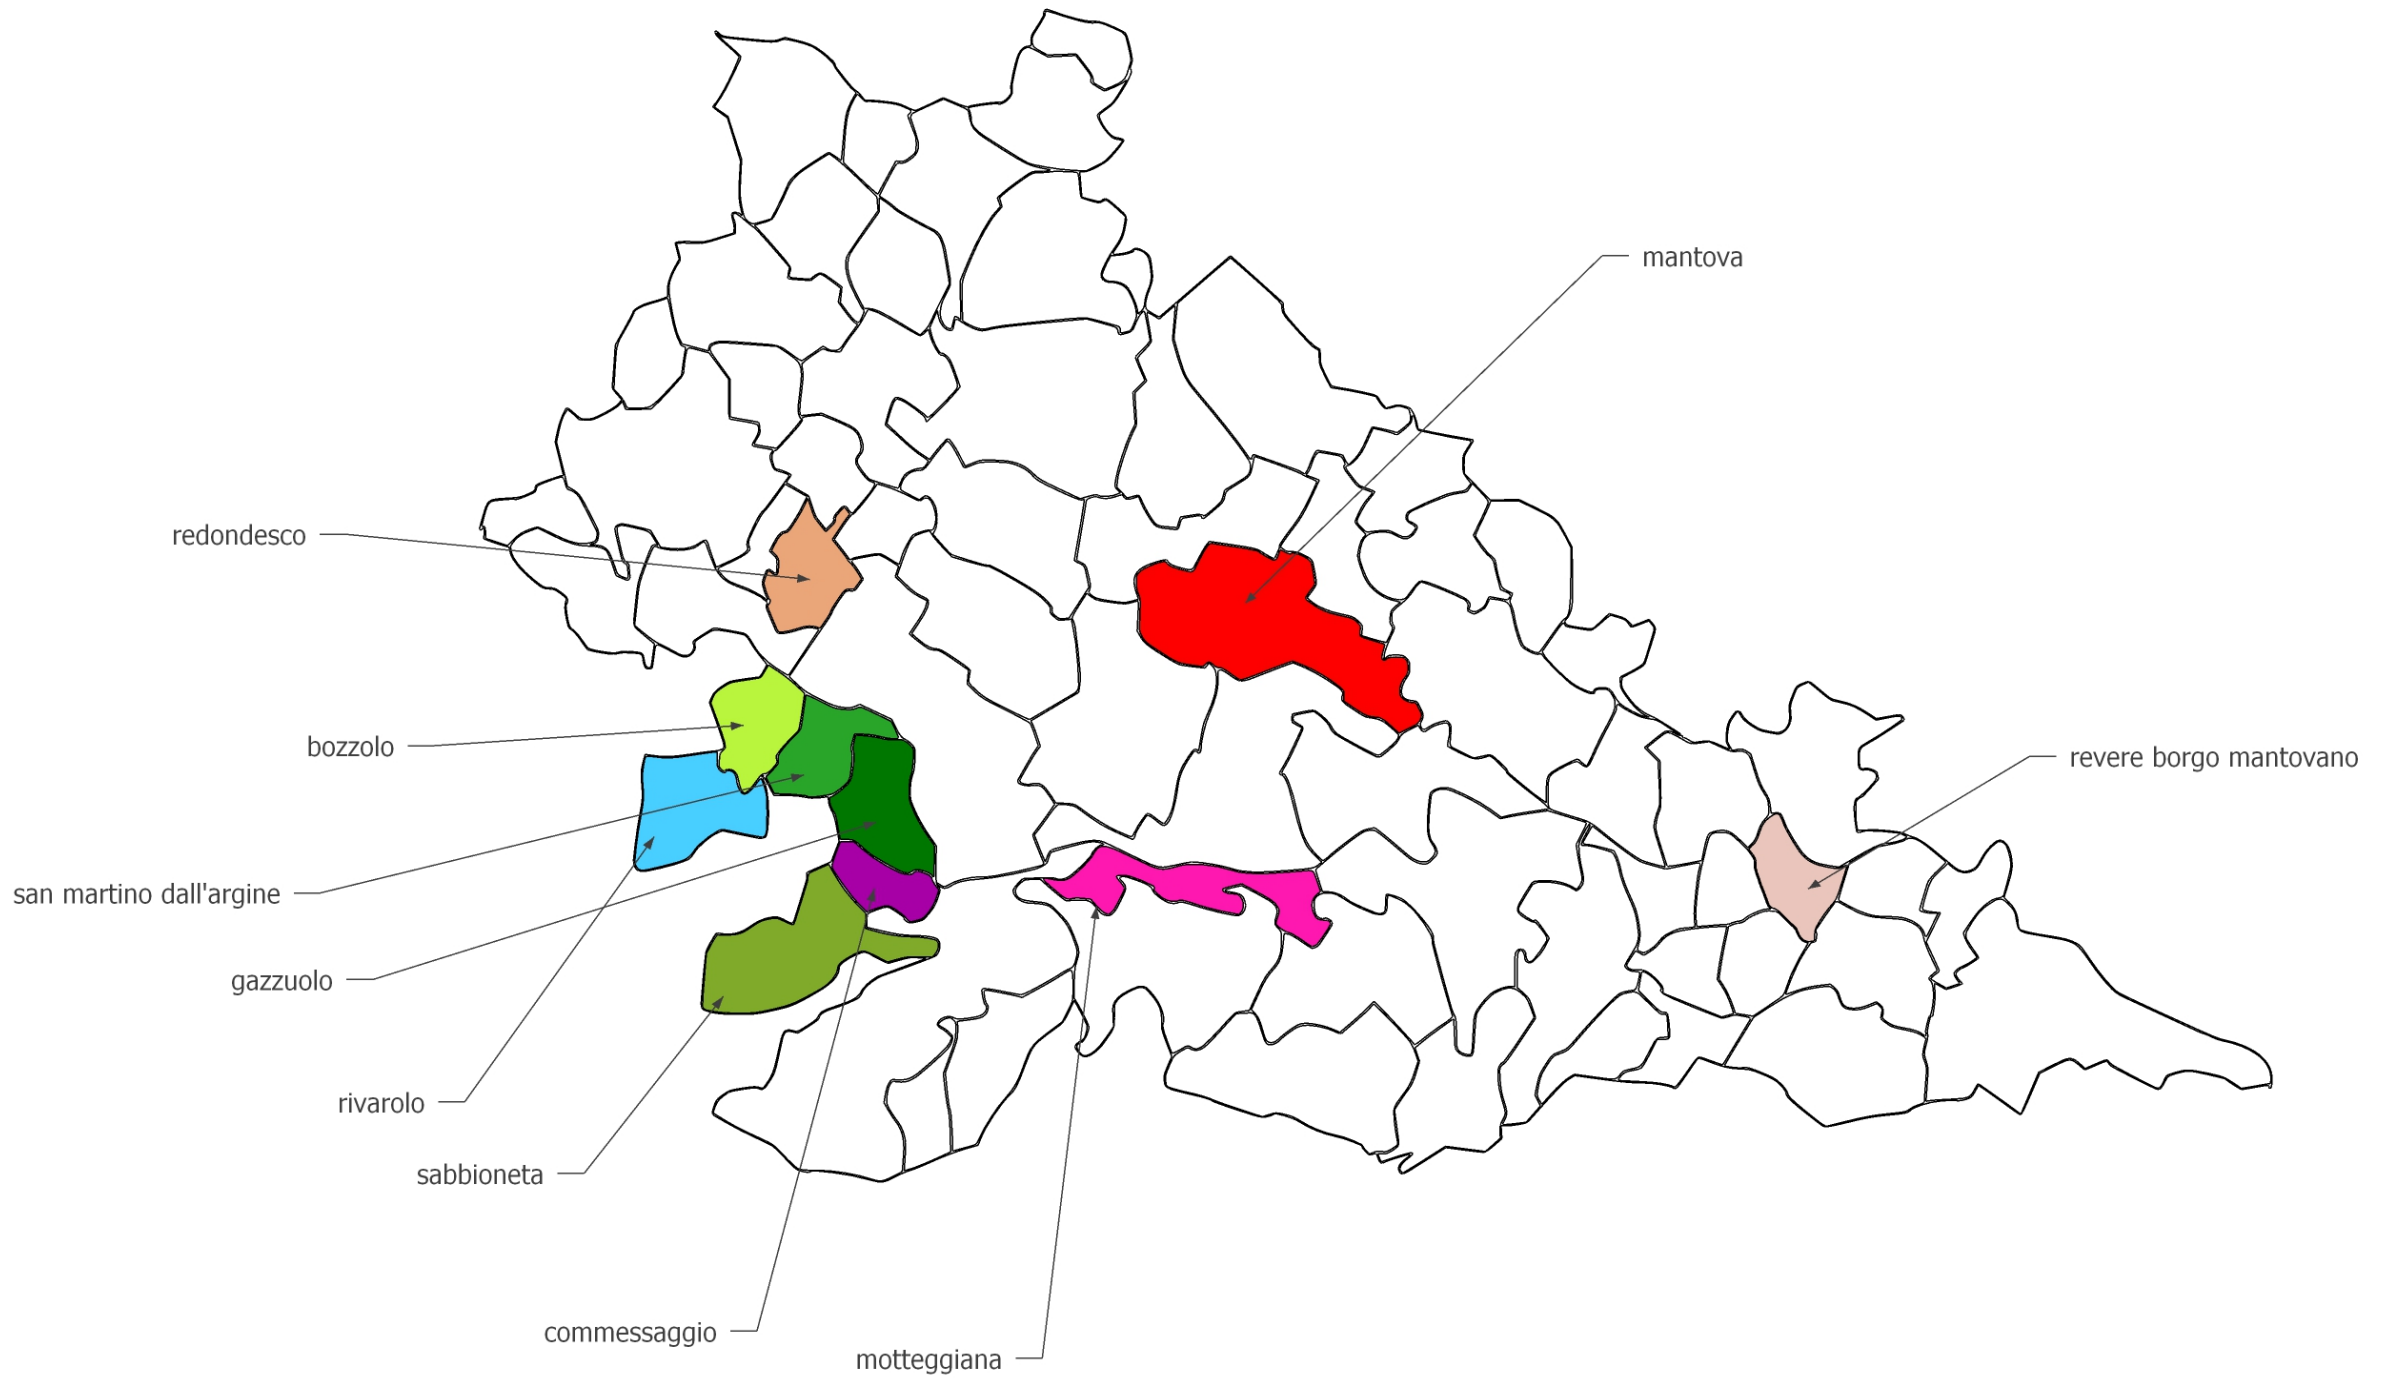 mantova
redondesco
bozzolo
revere borgo mantovano
san martino dall'argine
gazzuolo
rivarolo
sabbioneta
commessaggio
motteggiana